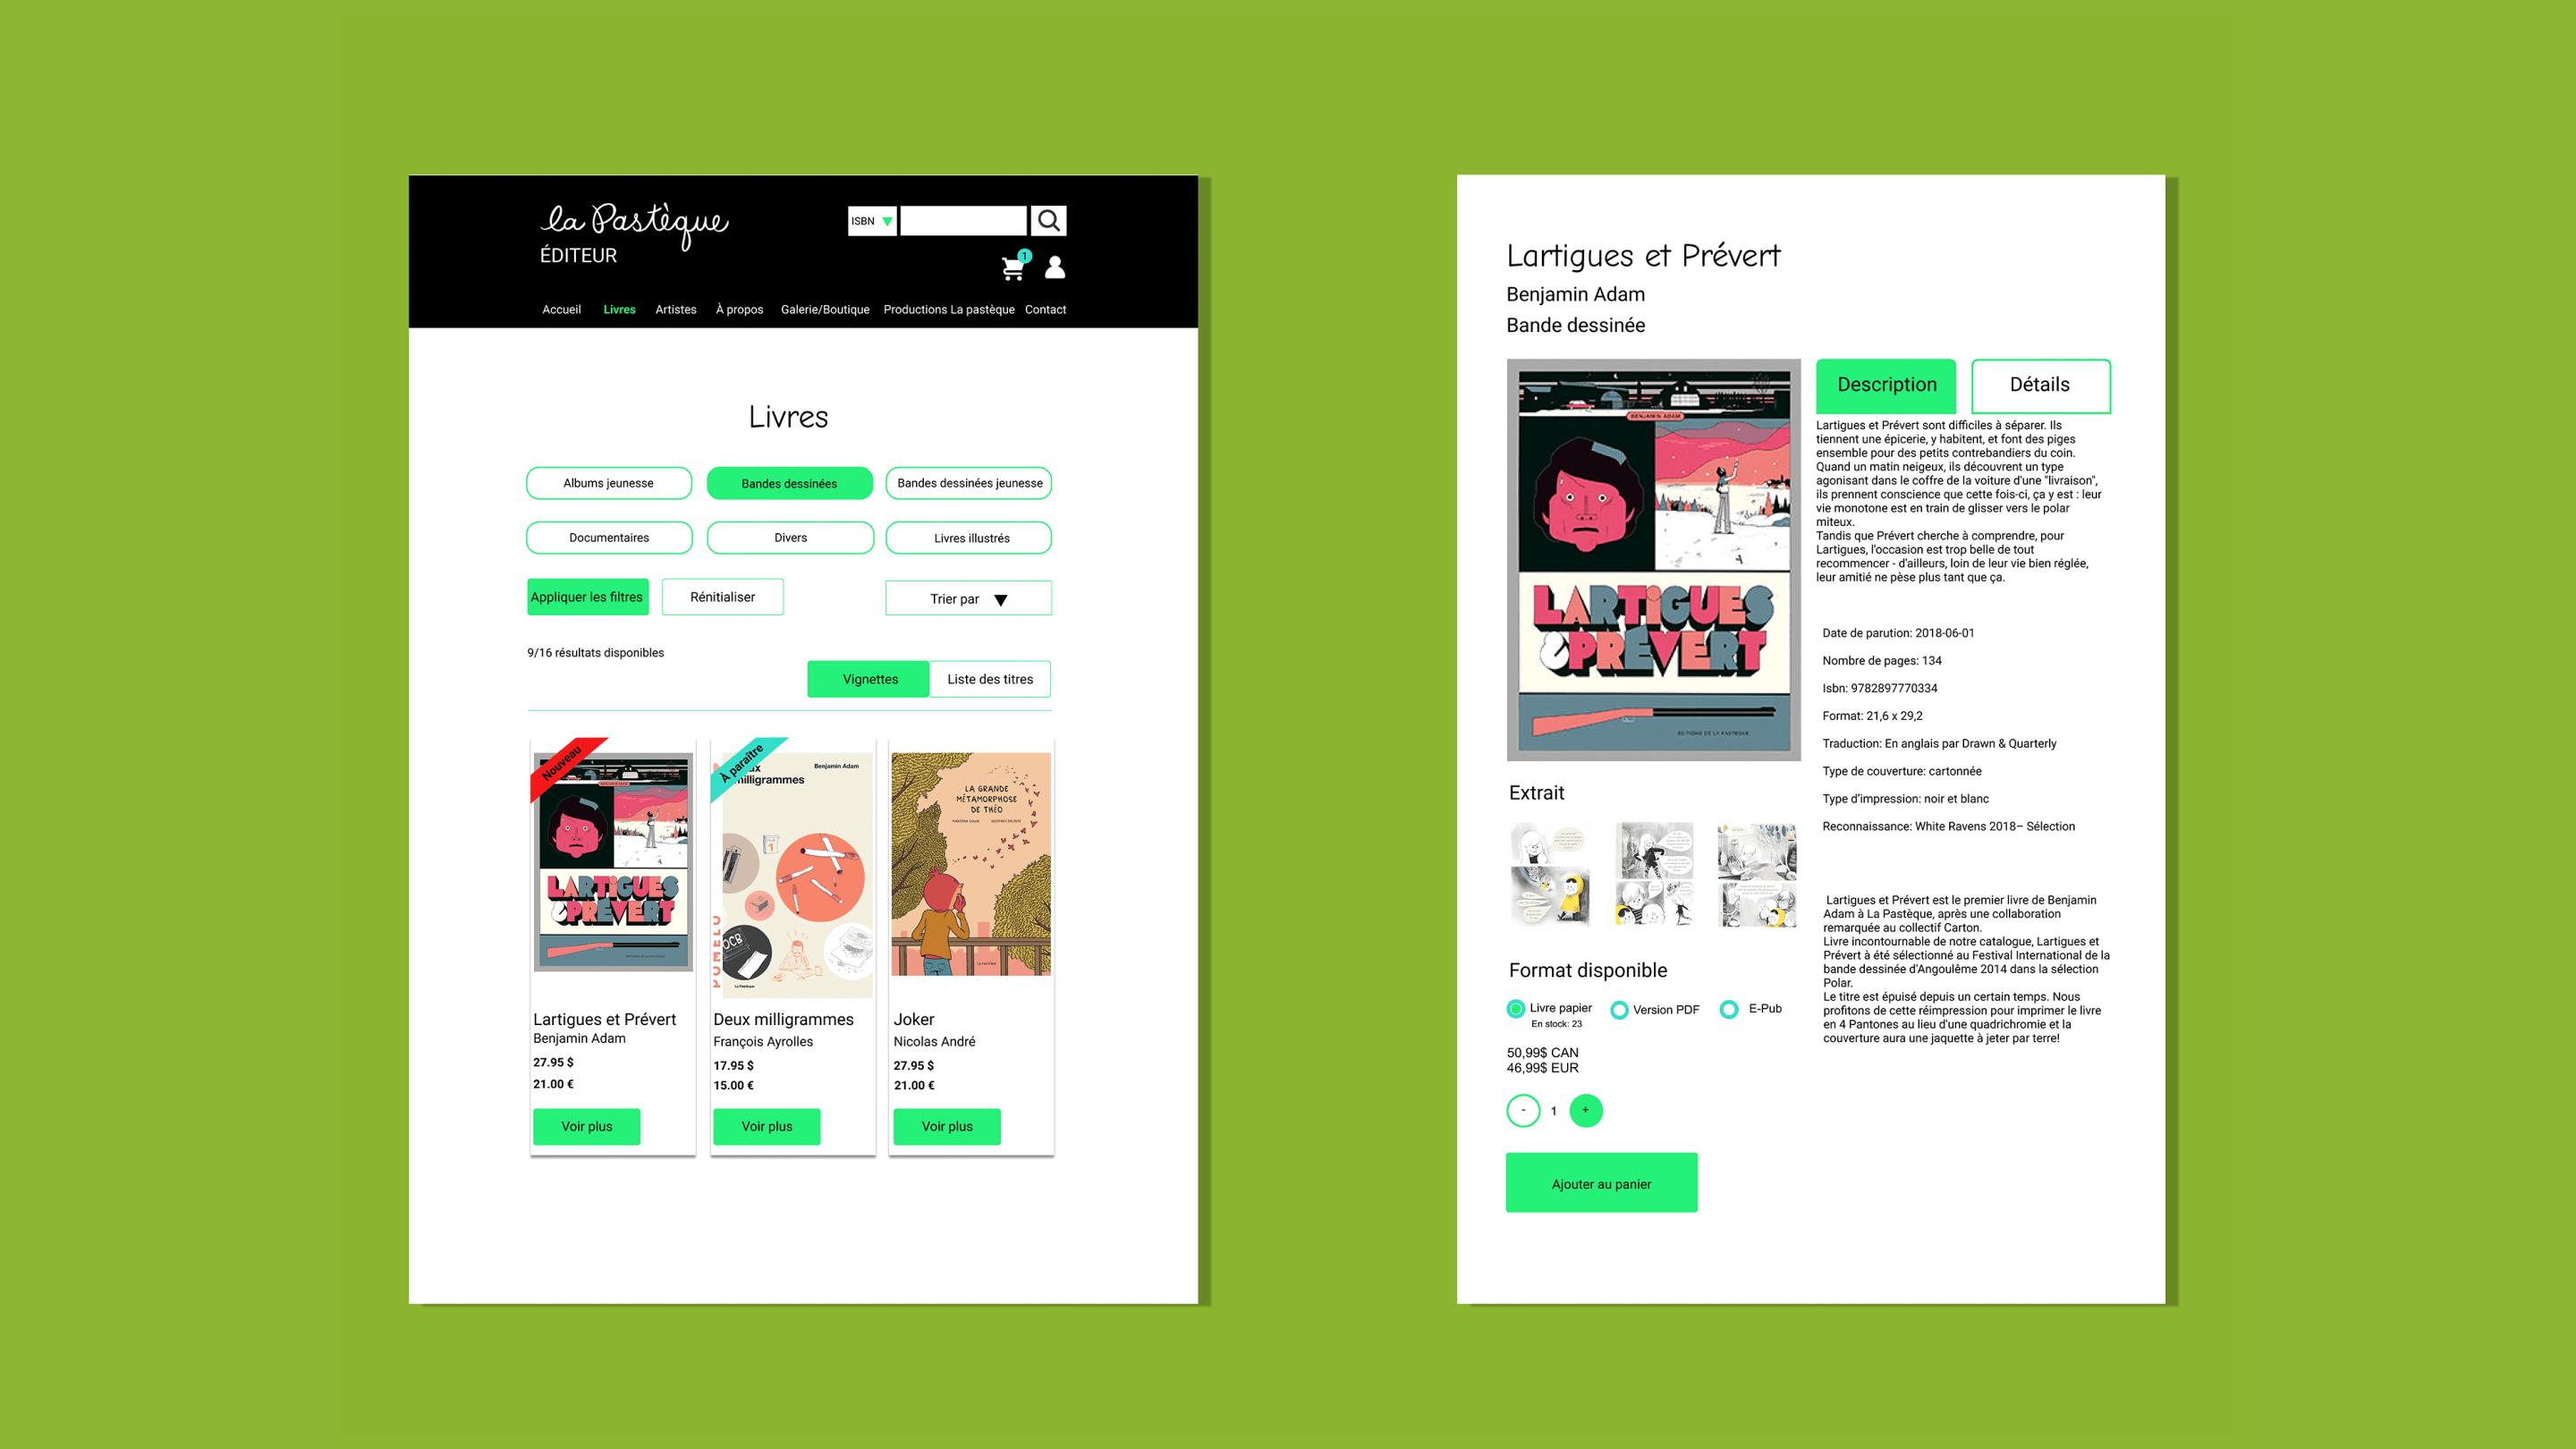 la Pastèque
ÉDITEUR
ISBN
1
Accueil Livres Artistes À propos Galerie/Boutique Productions La pastèque Contact
Livres
Albums jeunesse Bandes dessinées Bandes dessinées jeunesse
Documentaires Divers Livres illustrés
Appliquer les filtres Rénitialiser Trier par
9/16 résultats disponibles
Vignettes Liste des titres
Nouveau
LARTIGUES
&PRÉVERT
À paraître
milligrammes
Benjamin Adam
OCB
POMELO
La Pastèque
LA GRANDE
MÉTAMORPHOSE
DE THÉO
Lartigues et Prévert
Benjamin Adam
27.95 $
21.00 €
Voir plus
Deux milligrammes
François Ayrolles
17.95 $
15.00 €
Voir plus
Joker
Nicolas André
27.95 $
21.00 €
Voir plus
Lartigues et Prévert
Benjamin Adam
Bande dessinée
BENJAMIN ADAM
LARTIGUES
&PRÉVERT
ÉDITIONS DE LA PASTÈQUE
Description Détails
Lartigues et Prévert sont difficiles à séparer. Ils
tiennent une épicerie, y habitent, et font des piges
ensemble pour des petits contrebandiers du coin.
Quand un matin neigeux, ils découvrent un type
agonisant dans le coffre de la voiture d'une "livraison",
ils prennent conscience que cette fois-ci, ça y est : leur
vie monotone est en train de glisser vers le polar
miteux.
Tandis que Prévert cherche à comprendre, pour
Lartigues, l'occasion est trop belle de tout
recommencer - d'ailleurs, loin de leur vie bien réglée,
leur amitié ne pèse plus tant que ça.
Date de parution: 2018-06-01
Nombre de pages: 134
Isbn: 9782897770334
Format: 21,6 x 29,2
Traduction: En anglais par Drawn & Quarterly
Type de couverture: cartonnée
Type d'impression: noir et blanc
Reconnaissance: White Ravens 2018– Sélection
Lartigues et Prévert est le premier livre de Benjamin
Adam à La Pastèque, après une collaboration
remarquée au collectif Carton.
Livre incontournable de notre catalogue, Lartigues et
Prévert à été sélectionné au Festival International de la
bande dessinée d'Angoulême 2014 dans la sélection
Polar.
Le titre est épuisé depuis un certain temps. Nous
profitons de cette réimpression pour imprimer le livre
en 4 Pantones au lieu d'une quadrichromie et la
couverture aura une jaquette à jeter par terre!
Extrait
Format disponible
Livre papier Version PDF E-Pub
En stock: 23
50,99$ CAN
46,99$ EUR
- 1 +
Ajouter au panier